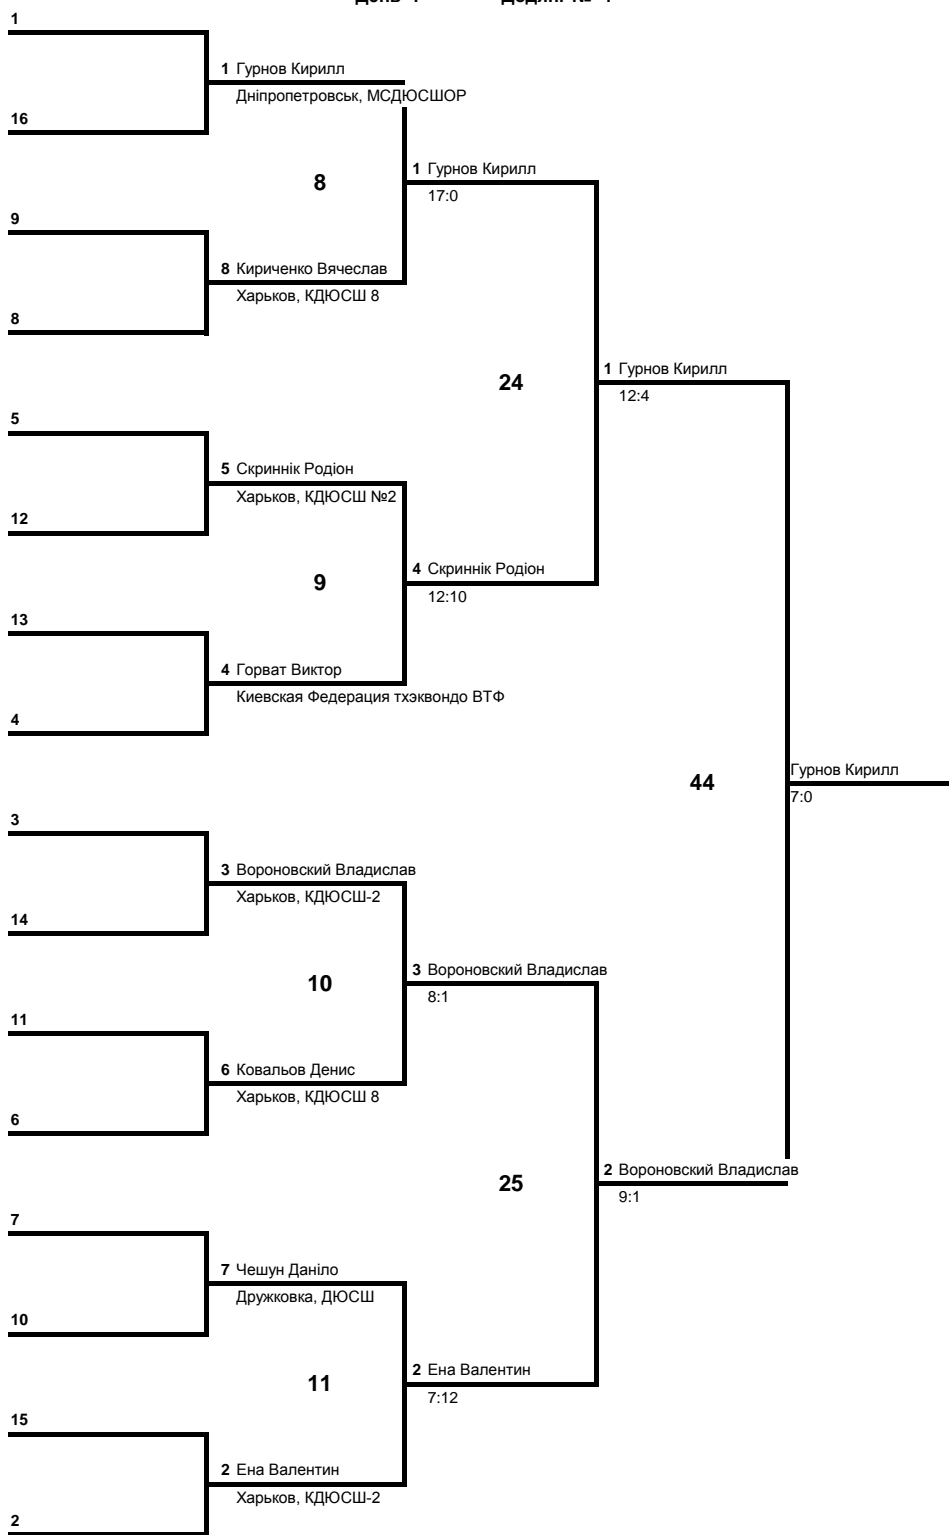 1
1 Гурнов Кирилл
Дніпропетровськ, МСДЮСШОР
16
8
1 Гурнов Кирилл
17:0
9
8 Кириченко Вячеслав
Харьков, КДЮСШ 8
8
24
1 Гурнов Кирилл
12:4
5
5 Скриннік Родіон
Харьков, КДЮСШ №2
12
9
4 Скриннік Родіон
12:10
13
4 Горват Виктор
Киевская Федерация тхэквондо ВТФ
4
44
Гурнов Кирилл
7:0
3
3 Вороновский Владислав
Харьков, КДЮСШ-2
14
10
3 Вороновский Владислав
8:1
11
6 Ковальов Денис
Харьков, КДЮСШ 8
6
25
2 Вороновский Владислав
9:1
7
7 Чешун Даніло
Дружковка, ДЮСШ
10
11
2 Ена Валентин
7:12
15
2 Ена Валентин
Харьков, КДЮСШ-2
2